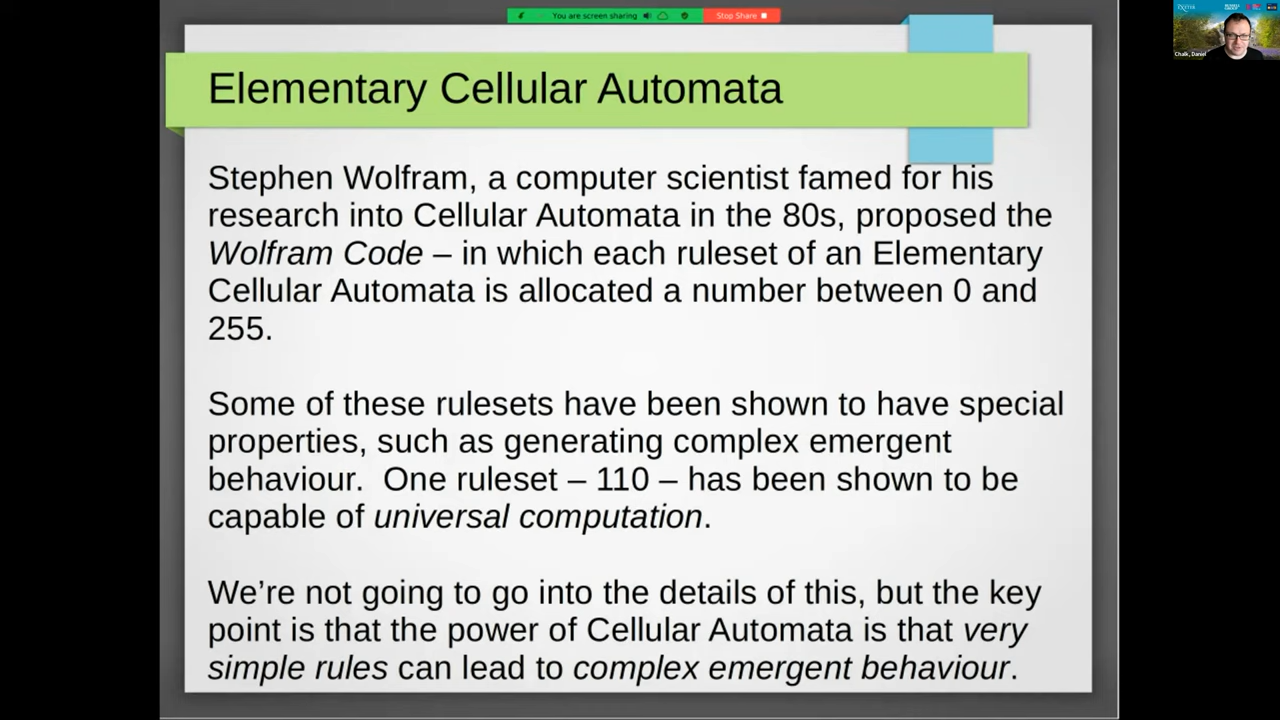 You are screen sharing
Stop Share
Chalk, Daniel
Elementary Cellular Automata
Stephen Wolfram, a computer scientist famed for his
research into Cellular Automata in the 80s, proposed the
Wolfram Code – in which each ruleset of an Elementary
Cellular Automata is allocated a number between 0 and
255.
Some of these rulesets have been shown to have special
properties, such as generating complex emergent
behaviour.  One ruleset – 110 – has been shown to be
capable of universal computation.
We’re not going to go into the details of this, but the key
point is that the power of Cellular Automata is that very
simple rules can lead to complex emergent behaviour.